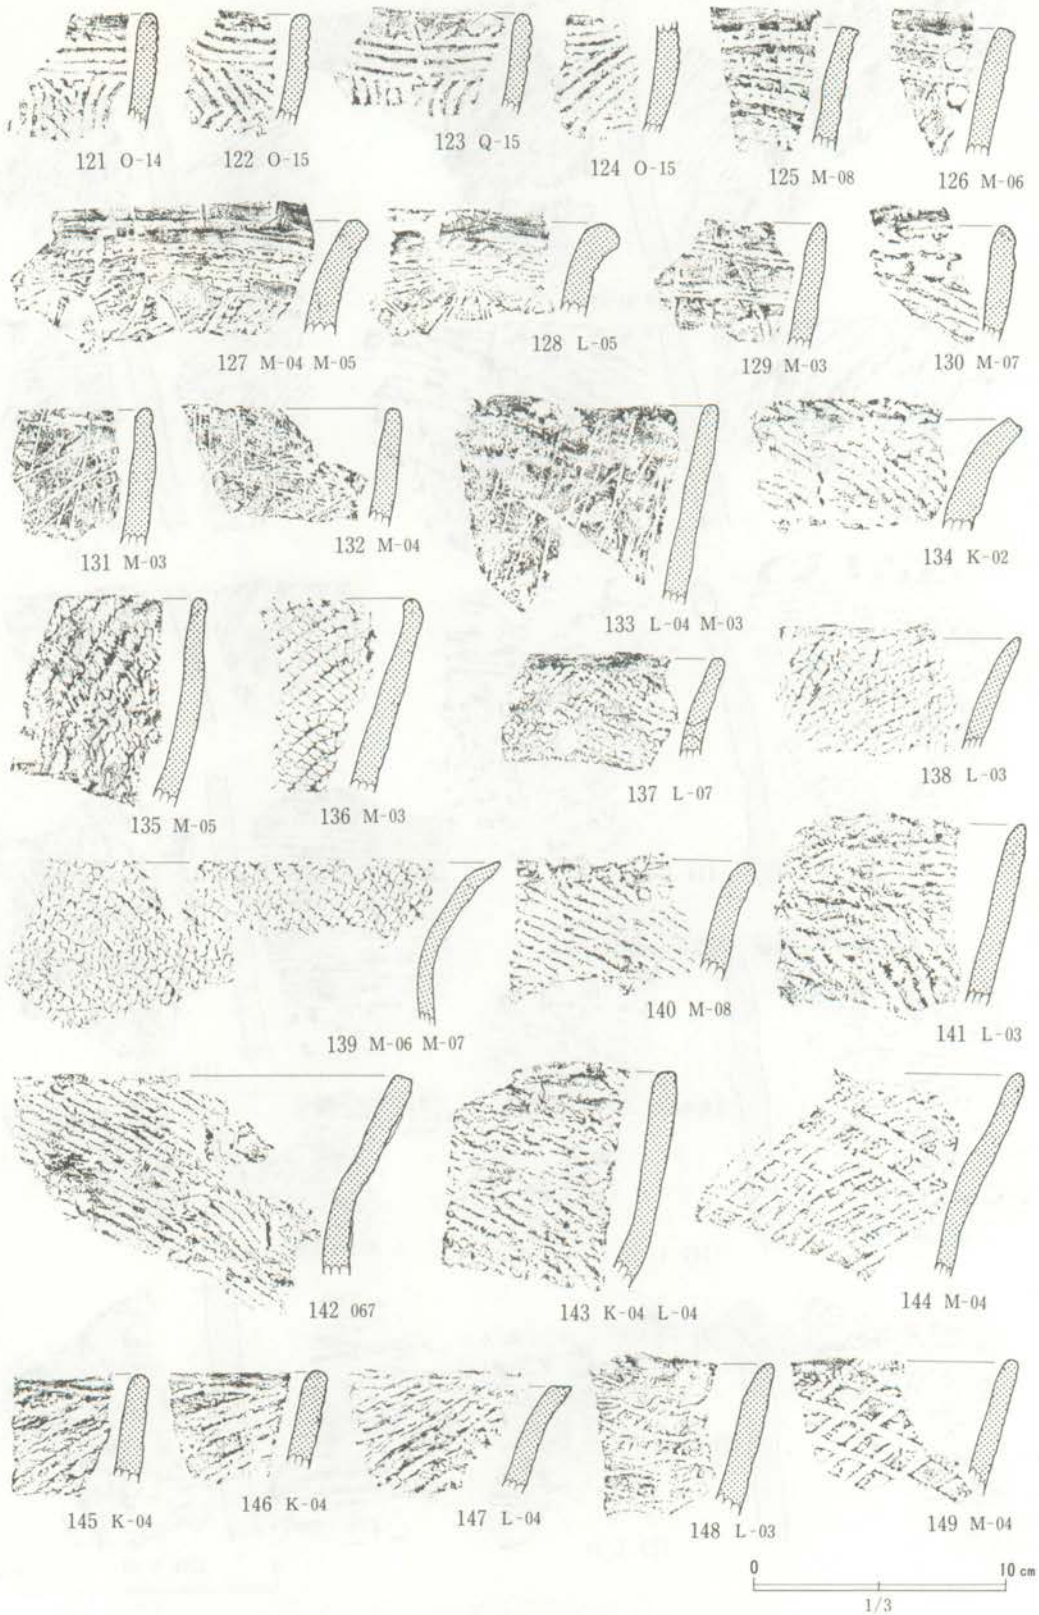 121 O-14
122 O-15
123 Q-15
124 O-15
125 M-08
126 M-06
127 M-04 M-05
128 L-05
129 M-03
130 M-07
131 M-03
132 M-04
133 L-04 M-03
134 K-02
135 M-05
136 M-03
137 L-07
138 L-03
139 M-06 M-07
140 M-08
141 L-03
142 067
143 K-04 L-04
144 M-04
145 K-04
146 K-04
147 L-04
148 L-03
149 M-04
0 10 cm
1/3